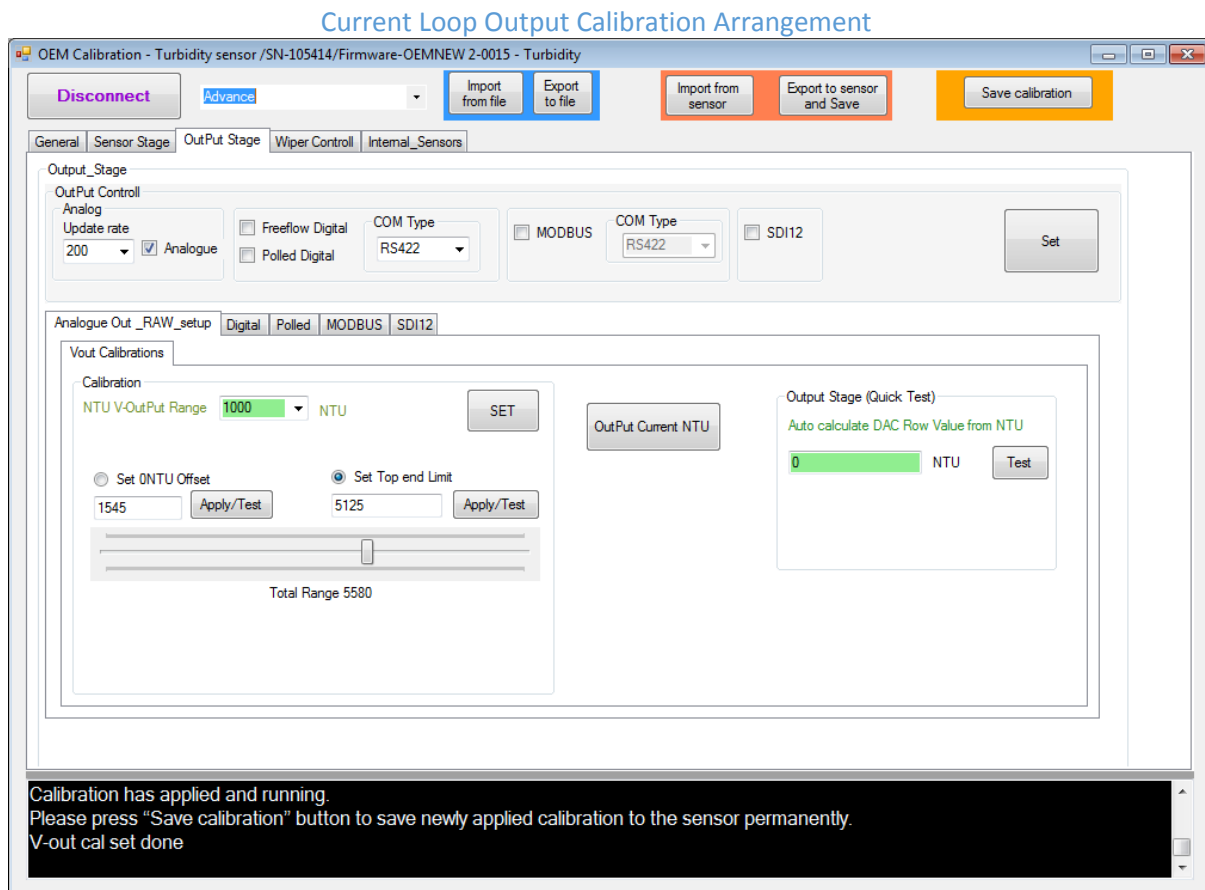 Current Loop Output Calibration Arrangement
OEM Calibration - Turbidity sensor /SN-105414/Firmware-OEMNEW 2-0015 - Turbidity
Disconnect
Advance
Import
from file
Export
to file
Import from
sensor
Export to sensor
and Save
Save calibration
General Sensor Stage OutPut Stage Wiper Controll Internal_Sensors
Output_Stage
OutPut Controll
Analog
Update rate
200
Analogue
Freeflow Digital
Polled Digital
COM Type
RS422
MODBUS
COM Type
RS422
SDI12
Set
Analogue Out _RAW_setup Digital Polled MODBUS SDI12
Vout Calibrations
Calibration
NTU V-OutPut Range 1000 NTU
SET
Set 0NTU Offset
1545 Apply/Test
Set Top end Limit
5125 Apply/Test
Total Range 5580
OutPut Current NTU
Output Stage (Quick Test)
Auto calculate DAC Row Value from NTU
0 NTU Test
Calibration has applied and running.
Please press “Save calibration” button to save newly applied calibration to the sensor permanently.
V-out cal set done